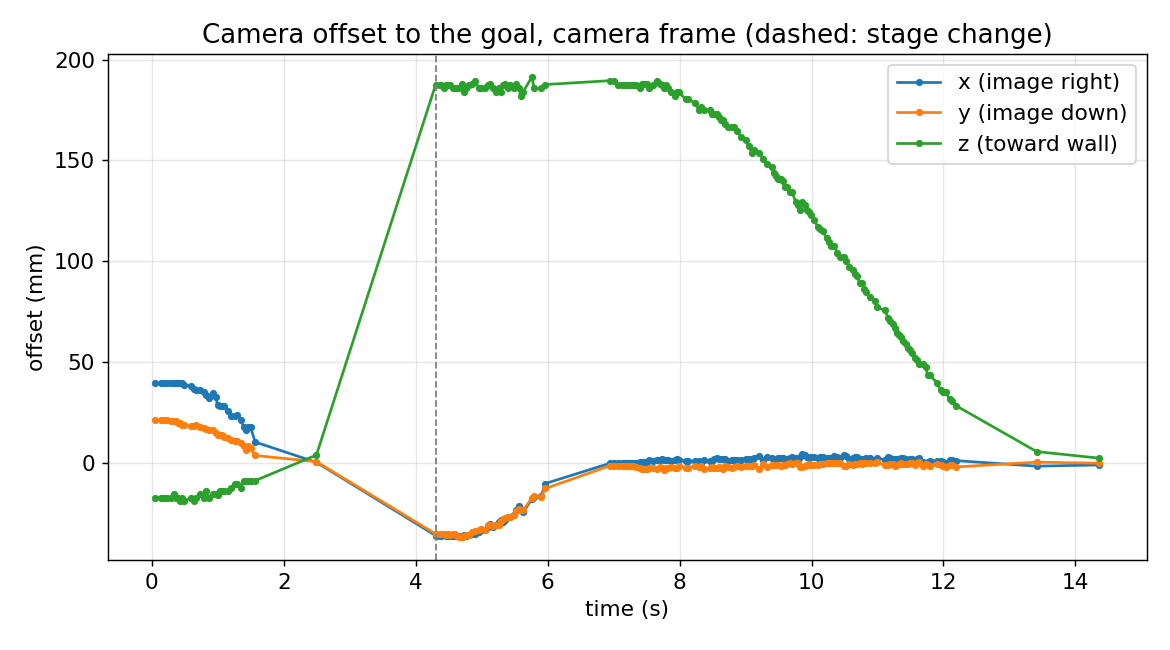 Camera offset to the goal, camera frame (dashed: stage change)
x (image right)
y (image down)
z (toward wall)
offset (mm)
200
150
100
50
0
0 2 4 6 8 10 12 14
time (s)